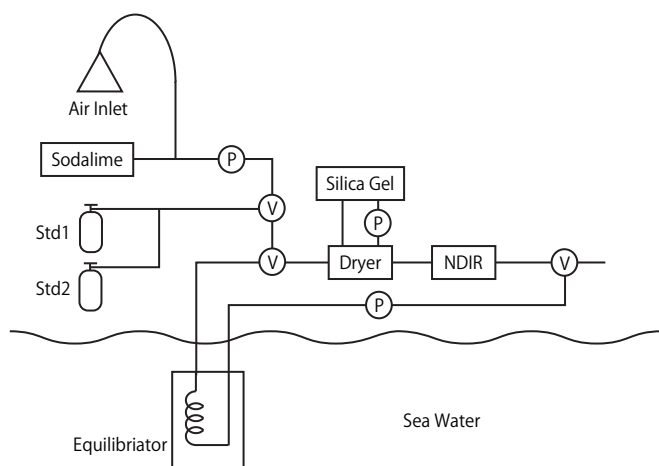 Air Inlet
Sodalime
P
Silica Gel
Std1
V
P
Std2
V
Dryer
NDIR
V
P
Equilibriator
Sea Water